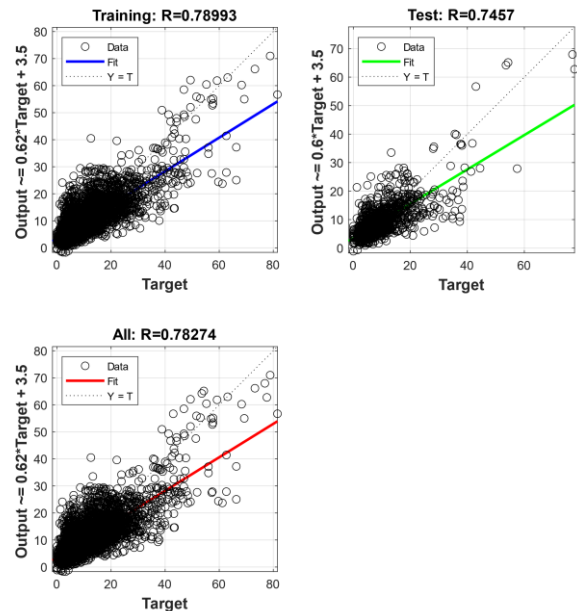 Training: R=0.78993
Output ~= 0.62*Target + 3.5
80
70
60
50
40
30
20
10
0
Data
Fit
Y = T
0 20 40 60 80
Target
Test: R=0.7457
Output ~= 0.6*Target + 3.5
70
60
50
40
30
20
10
0
Data
Fit
Y = T
0 20 40 60
Target
All: R=0.78274
Output ~= 0.62*Target + 3.5
80
70
60
50
40
30
20
10
0
Data
Fit
Y = T
0 20 40 60 80
Target